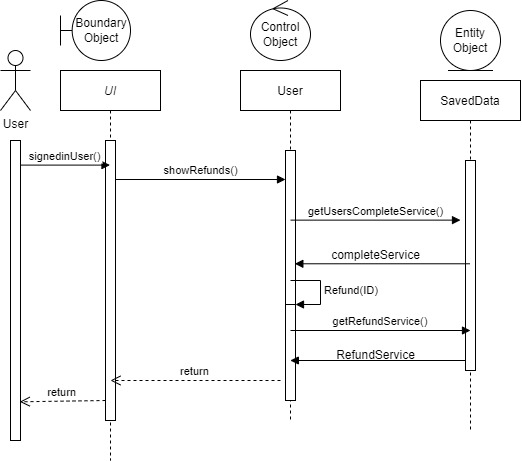 Boundary
Object
Control
Object
Entity
Object
UI
User
SavedData
User
signedinUser()
showRefunds()
getUsersCompleteService()
completeService
Refund(ID)
getRefundService()
RefundService
return
return